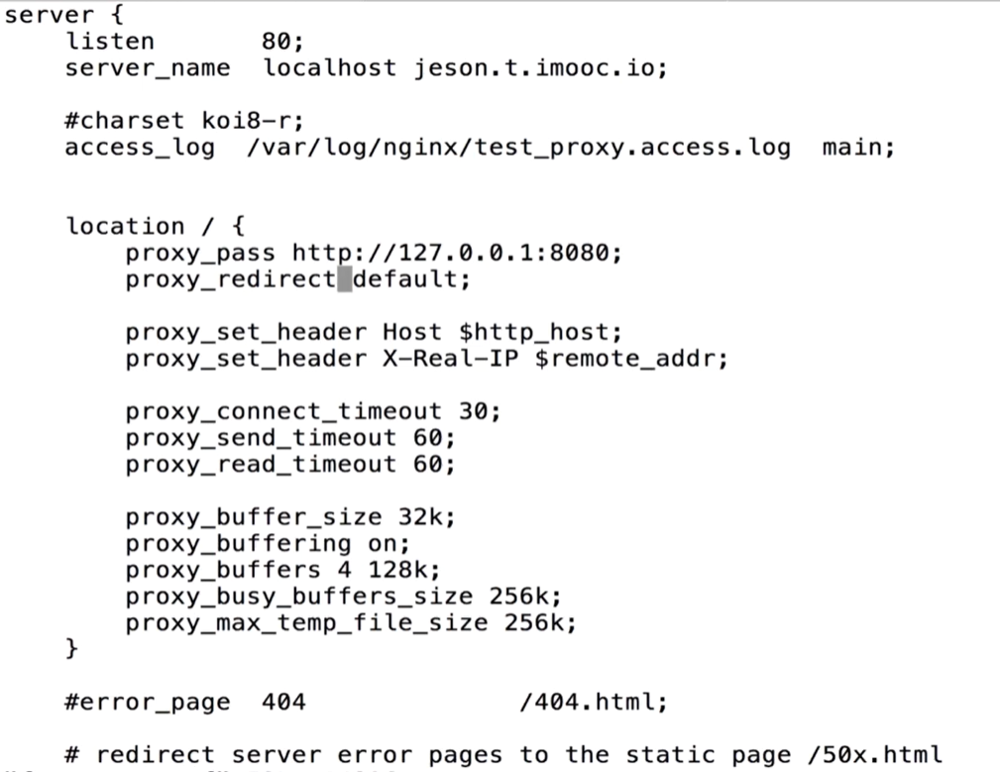 server {
    listen       80;
    server_name  localhost jeson.t.imooc.io;
    #charset koi8-r;
    access_log  /var/log/nginx/test_proxy.access.log  main;
    location / {
        proxy_pass http://127.0.0.1:8080;
        proxy_redirect default;
        proxy_set_header Host $http_host;
        proxy_set_header X-Real-IP $remote_addr;
        proxy_connect_timeout 30;
        proxy_send_timeout 60;
        proxy_read_timeout 60;
        proxy_buffer_size 32k;
        proxy_buffering on;
        proxy_buffers 4 128k;
        proxy_busy_buffers_size 256k;
        proxy_max_temp_file_size 256k;
    }
    #error_page  404              /404.html;
    # redirect server error pages to the static page /50x.html